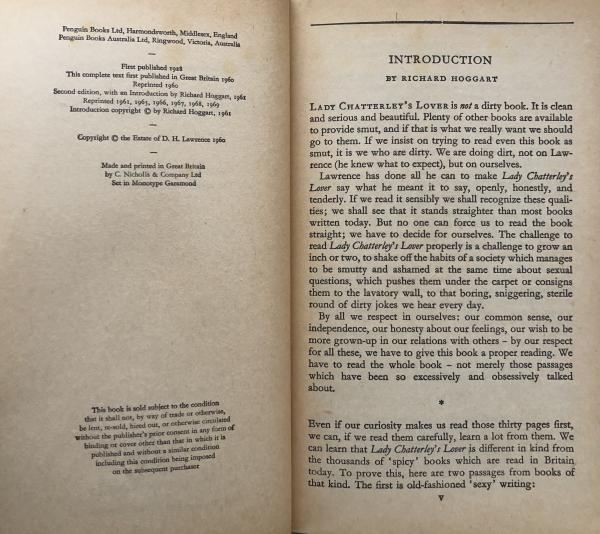 Penguin Books Ltd, Harmondsworth, Middlesex, England
Penguin Books Australia Ltd, Ringwood, Victoria, Australia
—
First published 1928
This complete text first published in Great Britain 1960
Reprinted 1960
Second edition, with an Introduction by Richard Hoggart, 1961
Reprinted 1961, 1965, 1966, 1967, 1968, 1969
Introduction copyright © by Richard Hoggart, 1961
—
Copyright © the Estate of D. H. Lawrence 1960
—
Made and printed in Great Britain
by C. Nicholls & Company Ltd
Set in Monotype Garamond
This book is sold subject to the condition
that it shall not, by way of trade or otherwise,
be lent, re-sold, hired out, or otherwise circulated
without the publisher's prior consent in any form of
binding or cover other than that in which it is
published and without a similar condition
including this condition being imposed
on the subsequent purchaser
INTRODUCTION
BY RICHARD HOGGART
LADY CHATTERLEY'S LOVER is not a dirty book. It is clean
and serious and beautiful. Plenty of other books are available
to provide smut, and if that is what we really want we should
go to them. If we insist on trying to read even this book as
smut, it is we who are dirty. We are doing dirt, not on Law-
rence (he knew what to expect), but on ourselves.
Lawrence has done all he can to make Lady Chatterley's
Lover say what he meant it to say, openly, honestly, and
tenderly. If we read it sensibly we shall recognize these quali-
ties; we shall see that it stands straighter than most books
written today. But no one can force us to read the book
straight; we have to decide for ourselves. The challenge to
read Lady Chatterley's Lover properly is a challenge to grow an
inch or two, to shake off the habits of a society which manages
to be smutty and ashamed at the same time about sexual
questions, which pushes them under the carpet or consigns
them to the lavatory wall, to that boring, sniggering, sterile
round of dirty jokes we hear every day.
By all we respect in ourselves: our common sense, our
independence, our honesty about our feelings, our wish to be
more grown-up in our relations with others – by our respect
for all these, we have to give this book a proper reading. We
have to read the whole book – not merely those passages
which have been so excessively and obsessively talked
about.
*
Even if our curiosity makes us read those thirty pages first,
we can, if we read them carefully, learn a lot from them. We
can learn that Lady Chatterley's Lover is different in kind from
the thousands of 'spicy' books which are read in Britain
today. To prove this, here are two passages from books of
that kind. The first is old-fashioned 'sexy' writing:
V